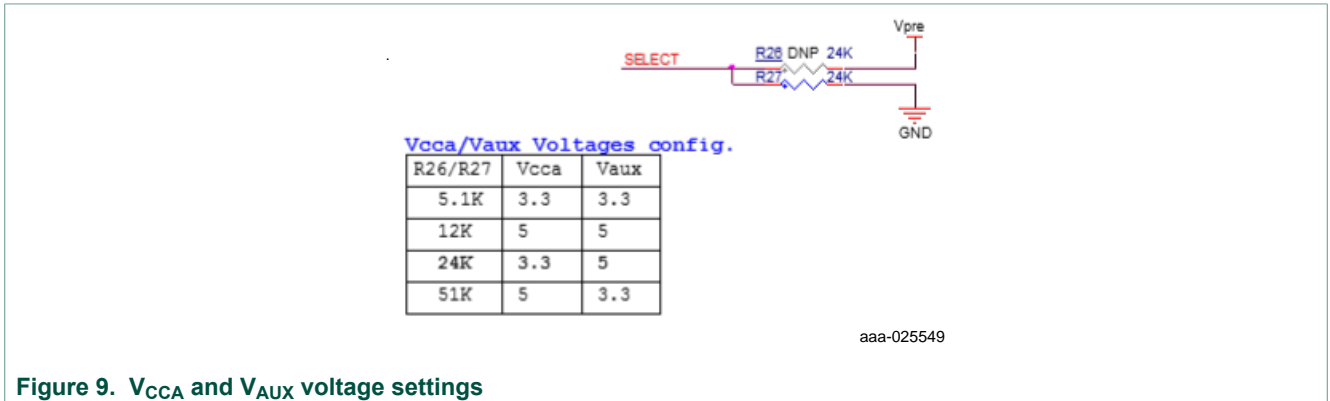 Vpre
SELECT
R26 DNP 24K
R27 24K
GND
Vcca/Vaux Voltages config.
R26/R27 Vcca Vaux
5.1K 3.3 3.3
12K 5 5
24K 3.3 5
51K 5 3.3
aaa-025549
Figure 9. VCCA and VAUX voltage settings